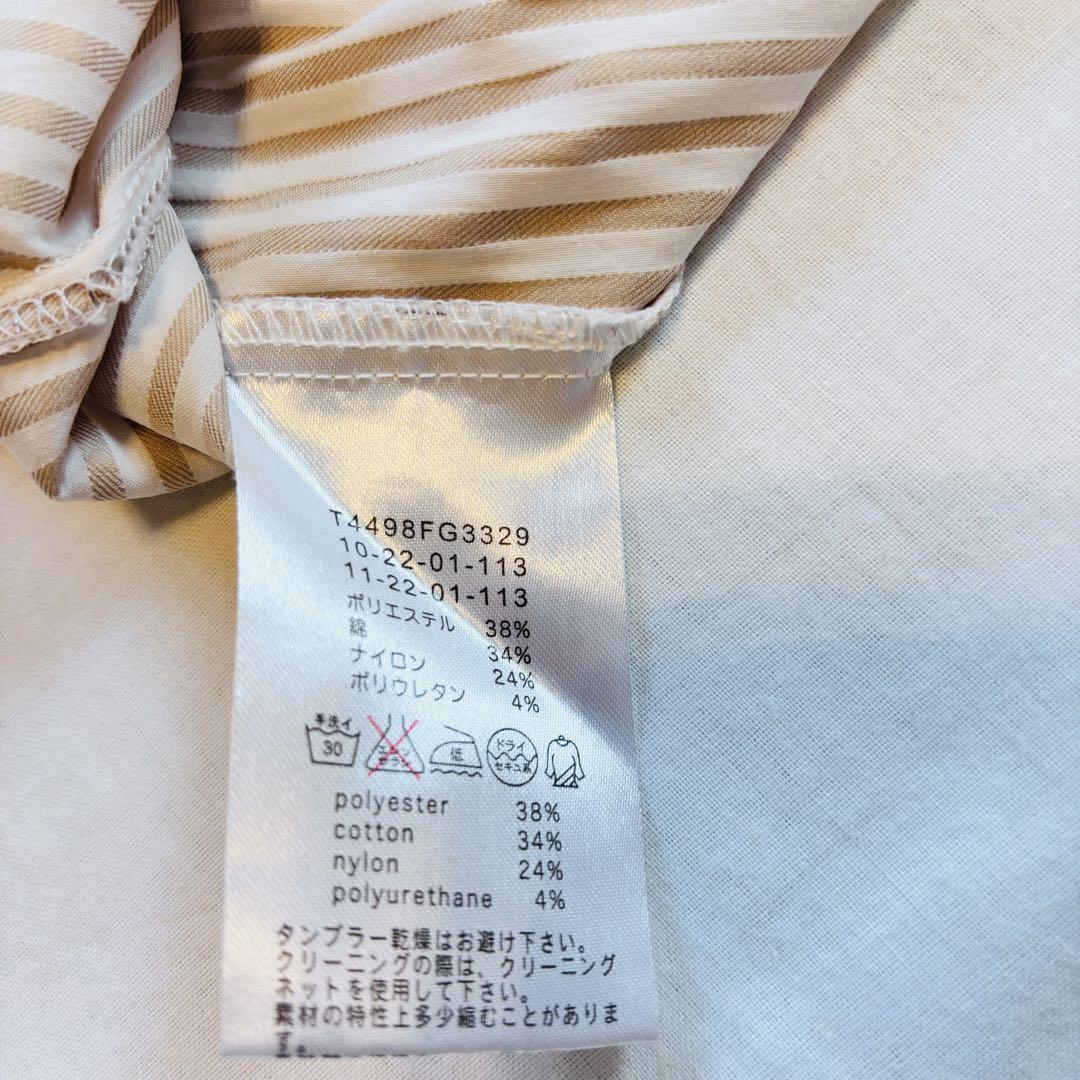 T4498FG3329
10-22-01-113
11-22-01-113
ポリエステル 38%
綿 34%
ナイロン 24%
ポリウレタン 4%
手洗イ 30 低 ドライ セキユ系
polyester 38%
cotton 34%
nylon 24%
polyurethane 4%
タンブラー乾燥はお避け下さい。
クリーニングの際は、クリーニング
ネットを使用して下さい。
素材の特性上多少縮むことがありま
す。